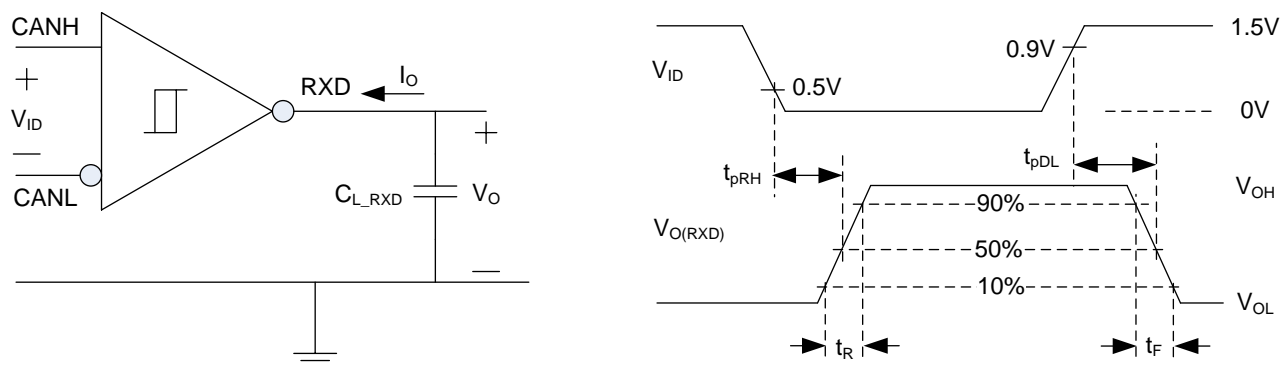 CANH
+
V_ID
—
CANL
RXD
I_O
+
C_L_RXD
V_O
—
V_ID
0.5V
0.9V
1.5V
0V
t_pRH
t_pDL
V_O(RXD)
90%
50%
10%
V_OH
V_OL
t_R
t_F